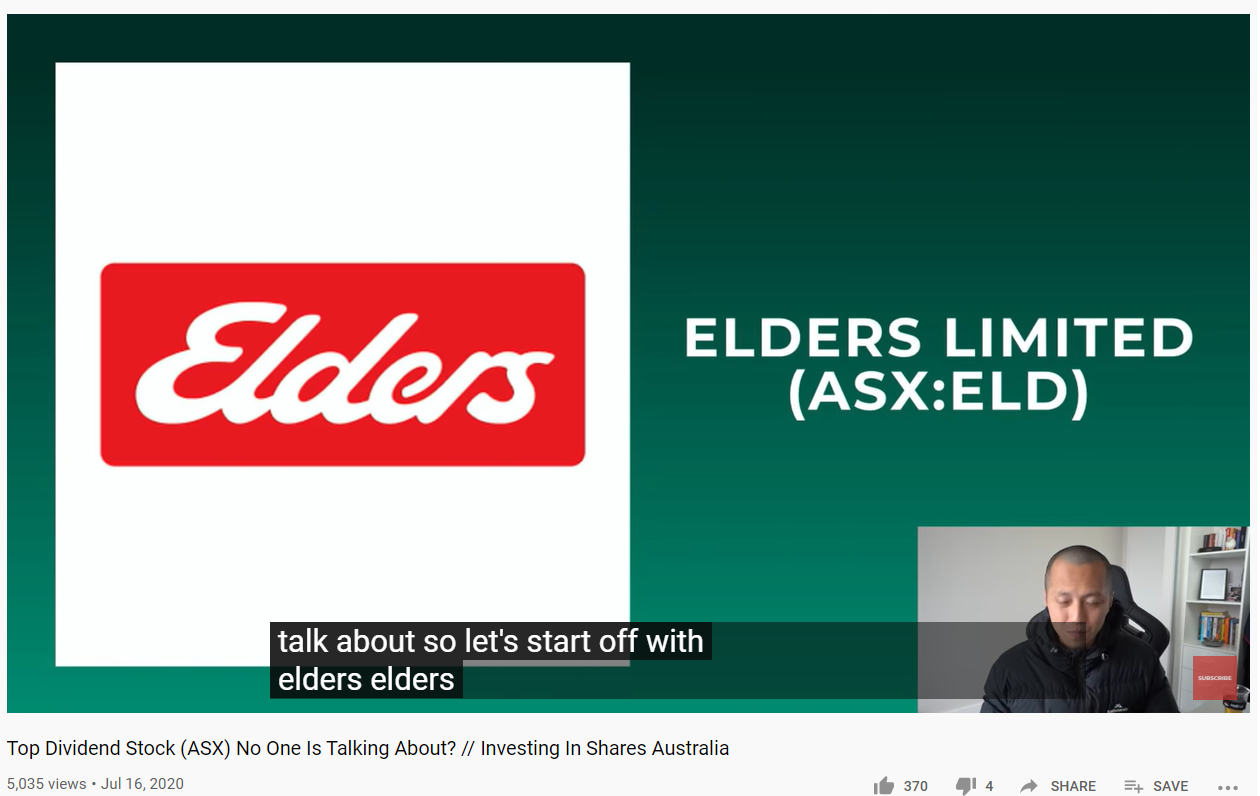 Elders
ELDERS LIMITED
(ASX:ELD)
talk about so let's start off with
elders elders
SUBSCRIBE
Top Dividend Stock (ASX) No One Is Talking About? // Investing In Shares Australia
5,035 views • Jul 16, 2020
370
4
SHARE
SAVE